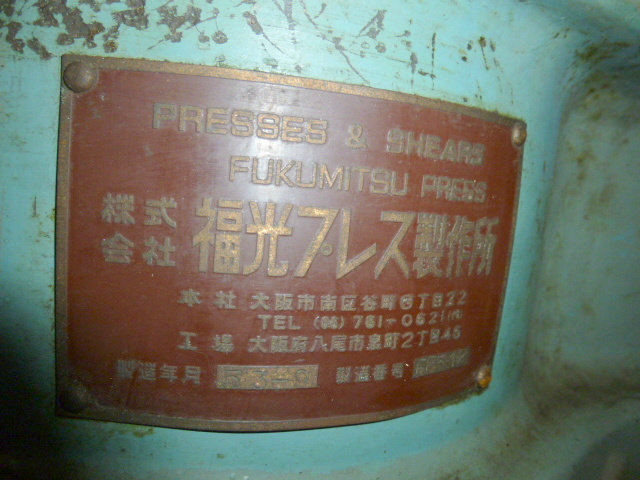 PRESSES & SHEARS
FUKUMITSU PRESS
株式会社 福光プレス製作所
本社 大阪市南区谷町6丁目22
TEL (06) 761-0621(代)
工場 大阪府八尾市泉町2丁目45
製造年月 製造番号